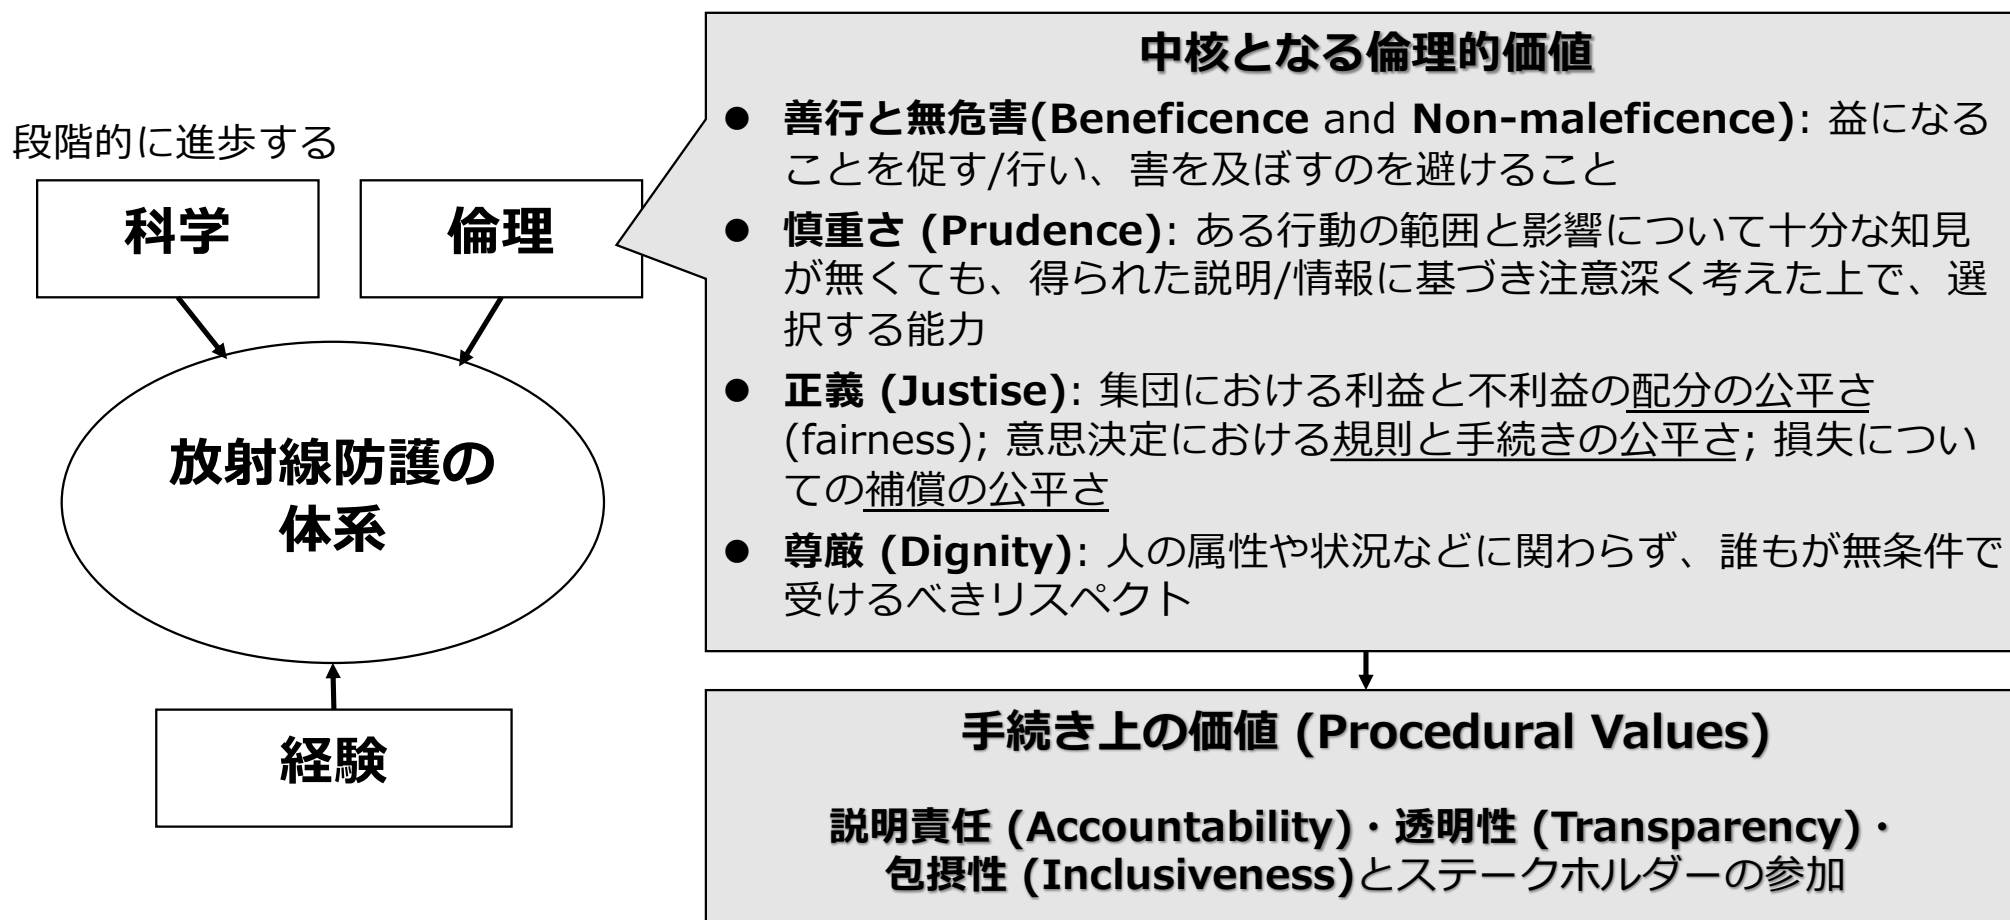 段階的に進歩する
科学
倫理
放射線防護の
体系
経験
中核となる倫理的価値
● 善行と無危害(Beneficence and Non-maleficence): 益になる
ことを促す/行い、害を及ぼすのを避けること
● 慎重さ (Prudence): ある行動の範囲と影響について十分な知見
が無くても、得られた説明/情報に基づき注意深く考えた上で、選
択する能力
● 正義 (Justise): 集団における利益と不利益の配分の公平さ
(fairness); 意思決定における規則と手続きの公平さ; 損失につい
ての補償の公平さ
● 尊厳 (Dignity): 人の属性や状況などに関わらず、誰もが無条件で
受けるべきリスペクト
手続き上の価値 (Procedural Values)
説明責任 (Accountability)・透明性 (Transparency)・
包摂性 (Inclusiveness)とステークホルダーの参加